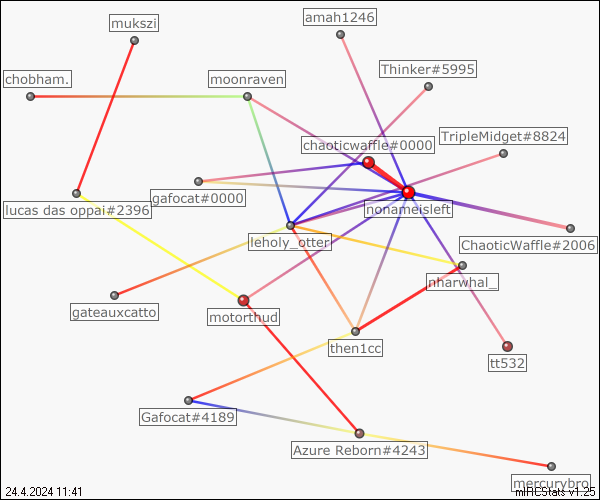 mukszi
amah1246
chobham.
moonraven
Thinker#5995
chaoticwaffle#0000
TripleMidget#8824
gafocat#0000
lucas das oppai#2396
nonameisleft
leholy_otter
ChaoticWaffle#2006
nharwhal_
gateauxcatto
motorthud
then1cc
tt532
Gafocat#4189
Azure Reborn#4243
mercurybro
24.4.2024 11:41
mIRCStats v1.25